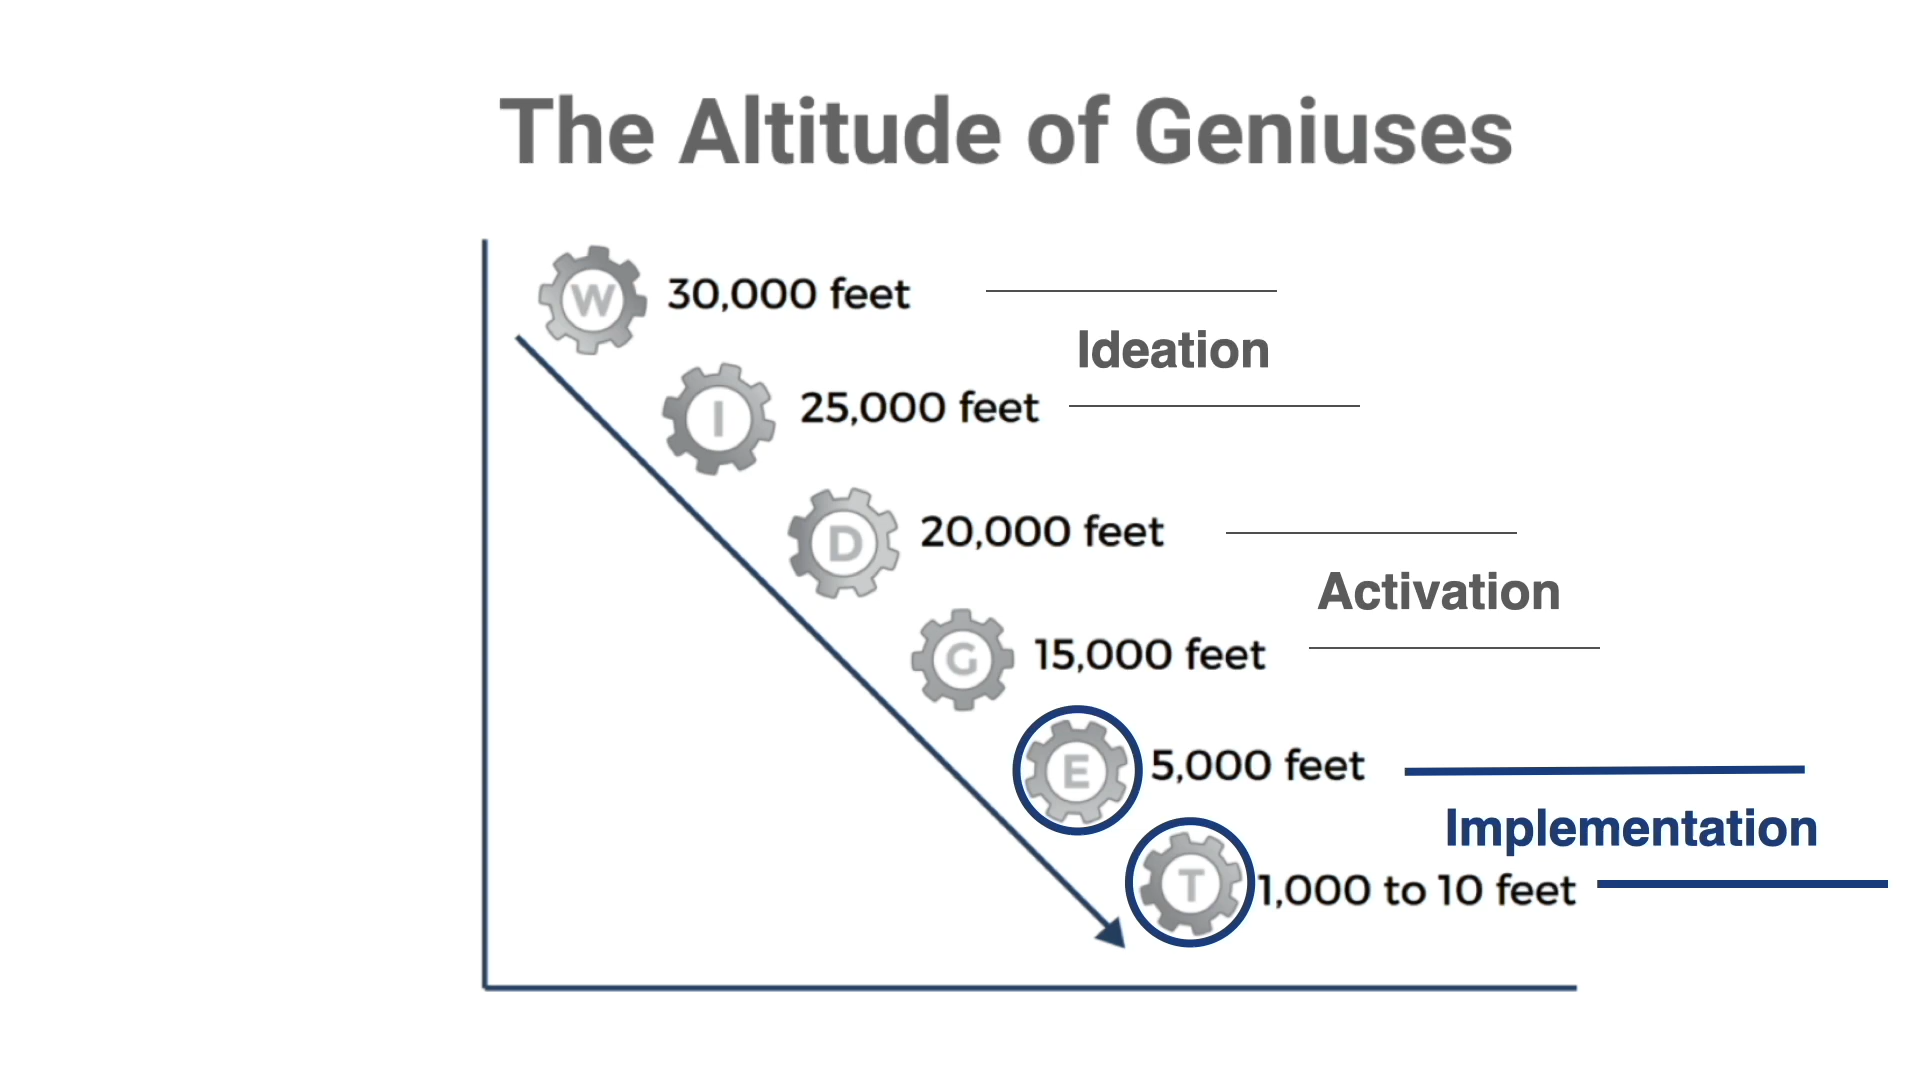 The Altitude of Geniuses
W 30,000 feet
Ideation
I 25,000 feet
D 20,000 feet
Activation
G 15,000 feet
E 5,000 feet
Implementation
T 1,000 to 10 feet